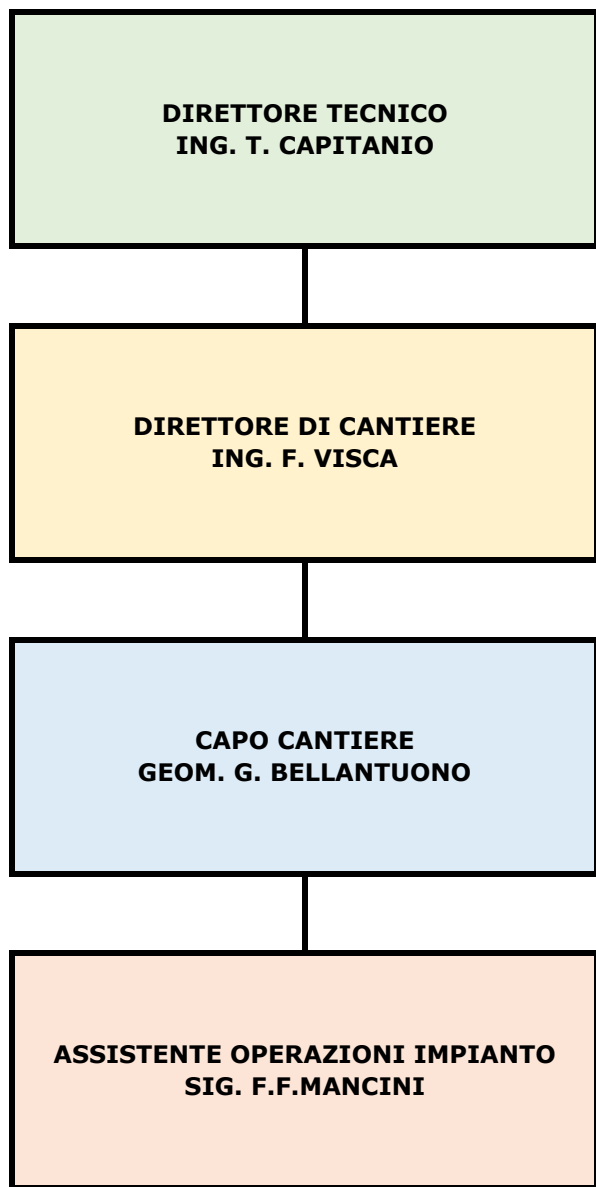 DIRETTORE TECNICO
ING. T. CAPITANIO
DIRETTORE DI CANTIERE
ING. F. VISCA
CAPO CANTIERE
GEOM. G. BELLANTUONO
ASSISTENTE OPERAZIONI IMPIANTO
SIG. F.F.MANCINI